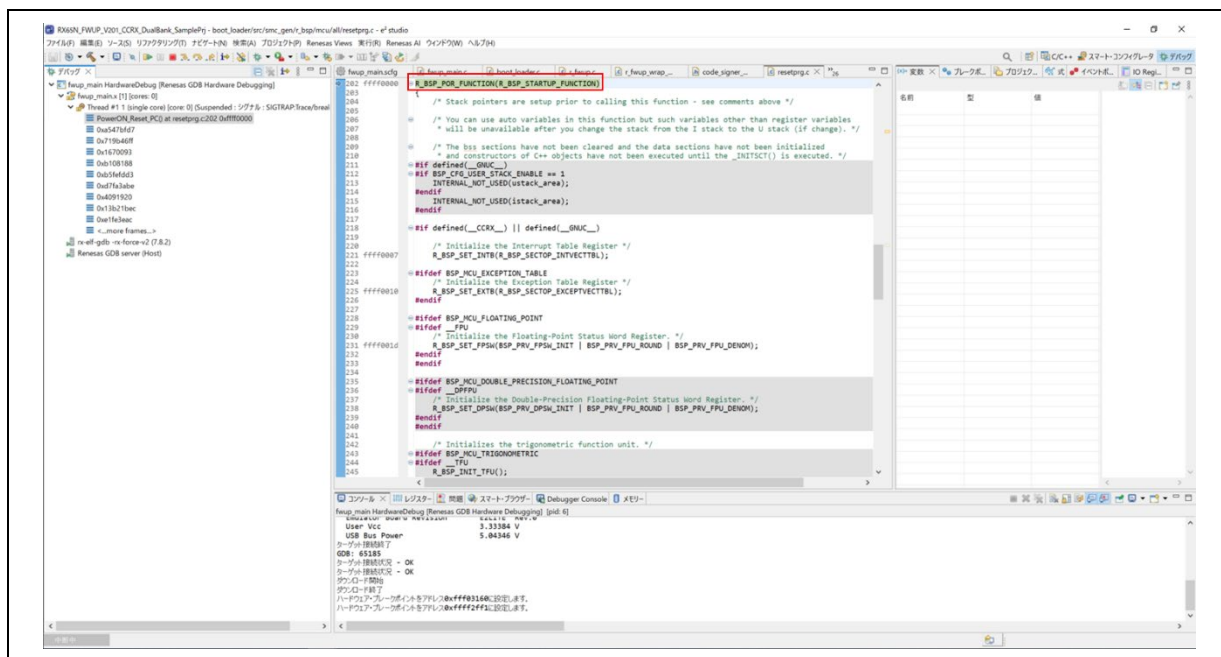 RX65N_FWUP_V201_CCRX_DualBank_SamplePrj - boot_loader/src/smc_gen/r_bsp/mcu/all/resetprg.c - e² studio
ファイル(F) 編集(E) ソース(S) リファクタリング(T) ナビゲート(N) 検索(A) プロジェクト(P) Renesas Views 実行(R) Renesas AI ウィンドウ(W) ヘルプ(H)
C/C++ スマート・コンフィグレータ デバッグ
デバッグ
fwup_main HardwareDebug [Renesas GDB Hardware Debugging]
fwup_main.x [1] [cores: 0]
Thread #1 1 (single core) [core: 0] (Suspended : シグナル : SIGTRAP:Trace/breal
PowerON_Reset_PC() at resetprg.c:202 0xffff0000
0xa547bfd7
0x719b46ff
0x1670093
0xb108188
0xb5fefdd3
0xd7fa3abe
0x4091920
0x13b21bec
0xe1fe3eac
<...more frames...>
rx-elf-gdb -rx-force-v2 (7.8.2)
Renesas GDB server (Host)
fwup_main.scfg fwup_main.c boot_loader.c r_fwup.c r_fwup_wrap_... code_signer_... resetprg.c
202 ffff0000 R_BSP_POR_FUNCTION(R_BSP_STARTUP_FUNCTION)
203 {
204 /* Stack pointers are setup prior to calling this function - see comments above */
205
206 /* You can use auto variables in this function but such variables other than register variables
207 * will be unavailable after you change the stack from the I stack to the U stack (if change). */
208
209 /* The bss sections have not been cleared and the data sections have not been initialized
210 * and constructors of C++ objects have not been executed until the _INITSCT() is executed. */
211 #if defined(__GNUC__)
212 #if BSP_CFG_USER_STACK_ENABLE == 1
213 INTERNAL_NOT_USED(ustack_area);
214 #endif
215 INTERNAL_NOT_USED(istack_area);
216 #endif
217
218 #if defined(__CCRX__) || defined(__GNUC__)
219
220 /* Initialize the Interrupt Table Register */
221 ffff0007 R_BSP_SET_INTB(R_BSP_SECTOP_INTVECTTBL);
222
223 #ifdef BSP_MCU_EXCEPTION_TABLE
224 /* Initialize the Exception Table Register */
225 ffff0010 R_BSP_SET_EXTB(R_BSP_SECTOP_EXCEPTVECTTBL);
226 #endif
227
228 #ifdef BSP_MCU_FLOATING_POINT
229 #ifdef __FPU
230 /* Initialize the Floating-Point Status Word Register. */
231 ffff001d R_BSP_SET_FPSW(BSP_PRV_FPSW_INIT | BSP_PRV_FPU_ROUND | BSP_PRV_FPU_DENOM);
232 #endif
233 #endif
234
235 #ifdef BSP_MCU_DOUBLE_PRECISION_FLOATING_POINT
236 #ifdef __DPFPU
237 /* Initialize the Double-Precision Floating-Point Status Word Register. */
238 R_BSP_SET_DPSW(BSP_PRV_DPSW_INIT | BSP_PRV_FPU_ROUND | BSP_PRV_FPU_DENOM);
239 #endif
240 #endif
241
242 /* Initializes the trigonometric function unit. */
243 #ifdef BSP_MCU_TRIGONOMETRIC
244 #ifdef __TFU
245 R_BSP_INIT_TFU();
変数 ブレークポ... プロジェク... 式 イベントポ... IO Regi...
名前 型 値
コンソール レジスター 問題 スマート・ブラウザー Debugger Console メモリー
fwup_main HardwareDebug [Renesas GDB Hardware Debugging] [pid: 6]
User Vcc 3.33384 V
USB Bus Power 5.04346 V
ターゲット接続終了
GDB: 65185
ターゲット接続状況 - OK
ターゲット接続状況 - OK
ダウンロード開始
ダウンロード終了
ハードウェア・ブレークポイントをアドレス0xfff03160に設定します。
ハードウェア・ブレークポイントをアドレス0xffff2ff1に設定します。